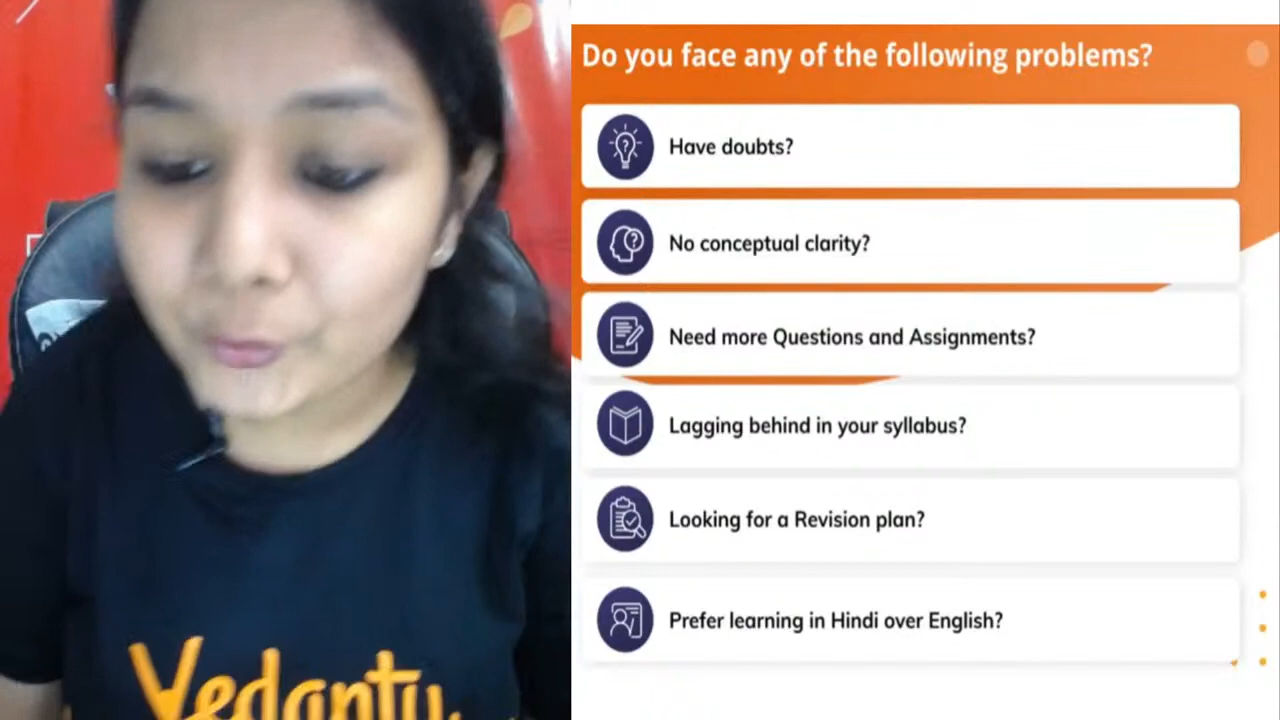 Vedantu
Do you face any of the following problems?
Have doubts?
No conceptual clarity?
Need more Questions and Assignments?
Lagging behind in your syllabus?
Looking for a Revision plan?
Prefer learning in Hindi over English?